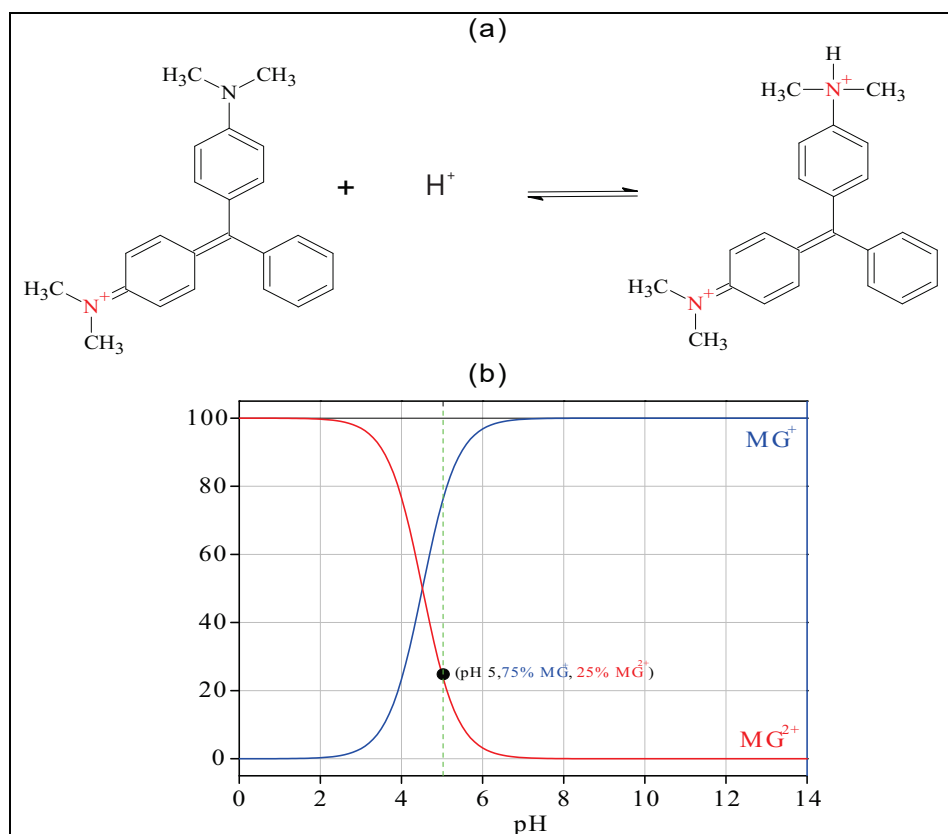 (a)
H₃C CH₃ N
+ H⁺
H₃C N⁺ CH₃
H
H₃C N⁺ CH₃
H₃C N⁺ CH₃
(b)
100
80
60
40
20
0
MG⁺
(pH 5,75% MG⁺, 25% MG²⁺)
MG²⁺
0 2 4 6 8 10 12 14
pH